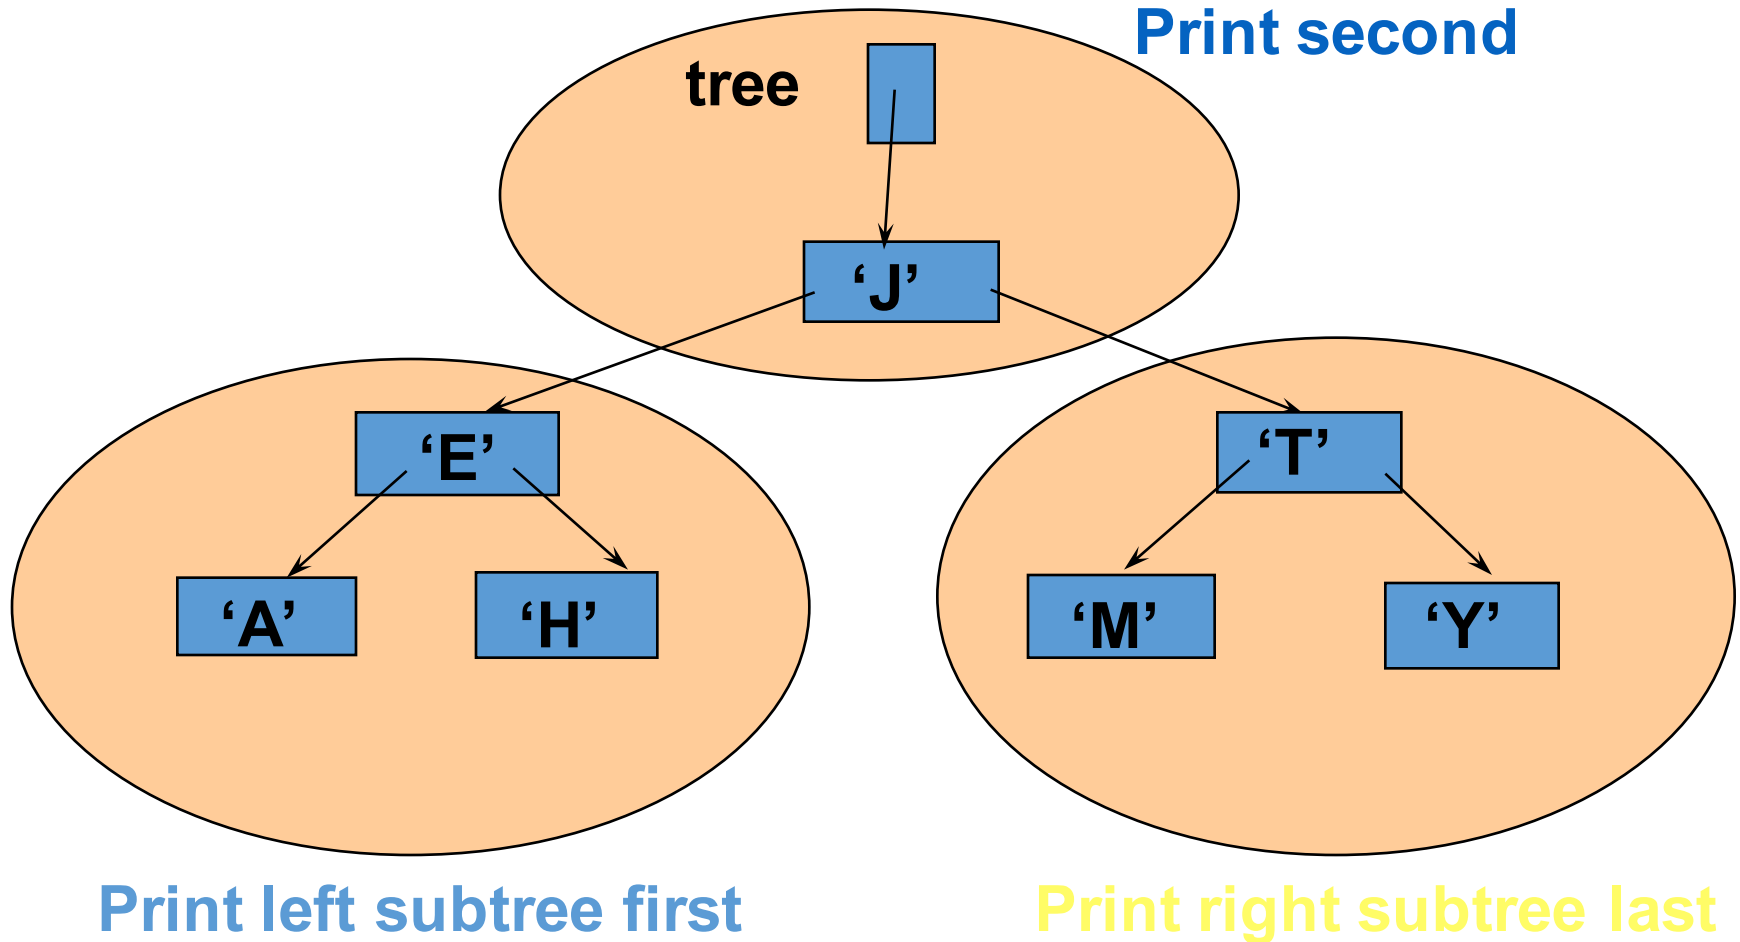 Print second
tree
‘J’
‘E’
‘T’
‘A’
‘H’
‘M’
‘Y’
Print left subtree first
Print right subtree last